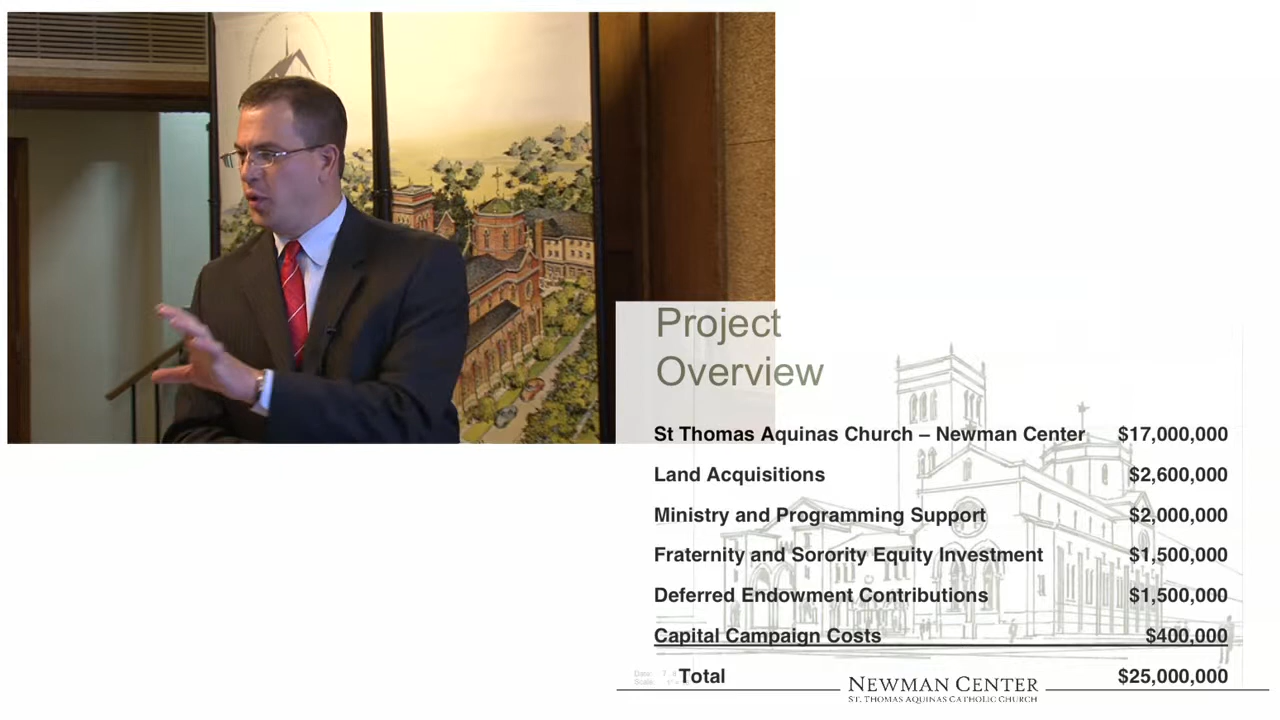 Project
Overview
St Thomas Aquinas Church – Newman Center $17,000,000
Land Acquisitions $2,600,000
Ministry and Programming Support $2,000,000
Fraternity and Sorority Equity Investment $1,500,000
Deferred Endowment Contributions $1,500,000
Capital Campaign Costs $400,000
Date:
Scale:
Total $25,000,000
NEWMAN CENTER
ST. THOMAS AQUINAS CATHOLIC CHURCH